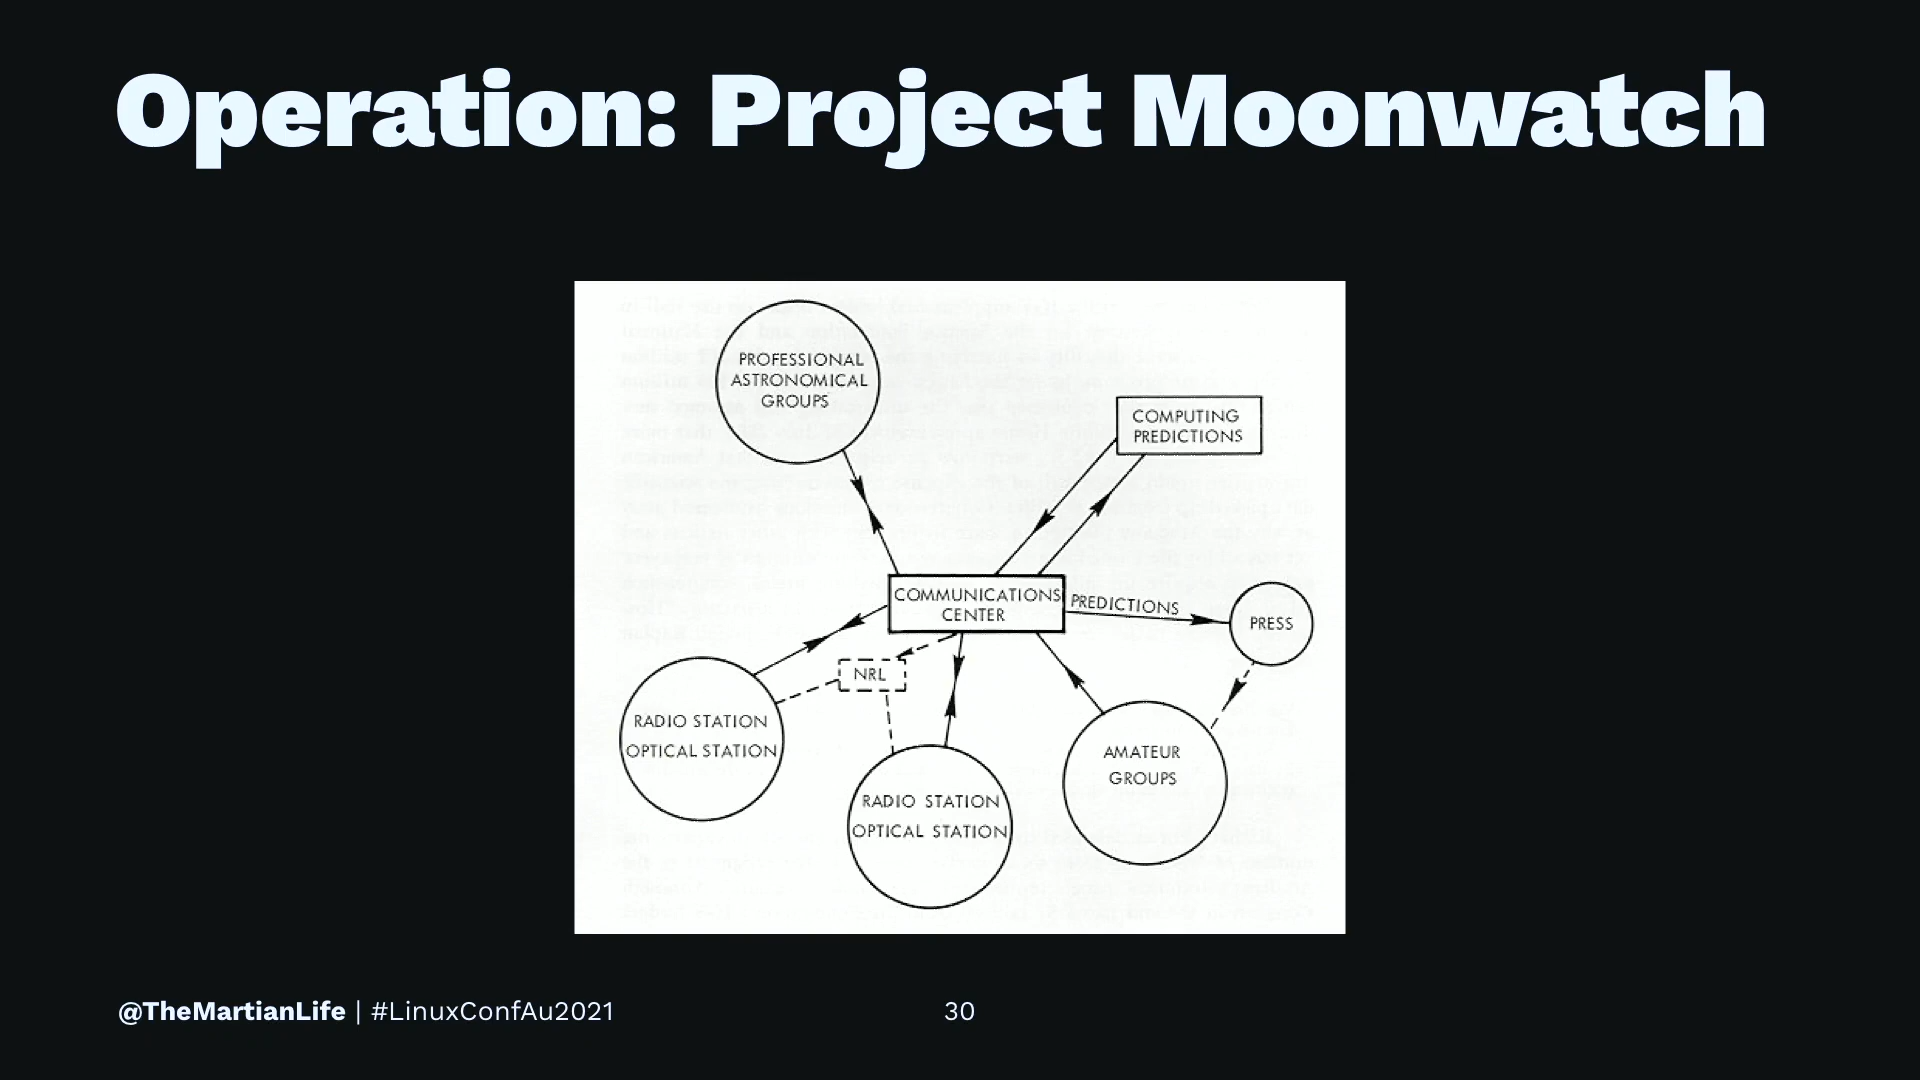 Operation: Project Moonwatch
PROFESSIONAL
ASTRONOMICAL
GROUPS
COMPUTING
PREDICTIONS
COMMUNICATIONS
CENTER
PREDICTIONS
PRESS
NRL
RADIO STATION
OPTICAL STATION
RADIO STATION
OPTICAL STATION
AMATEUR
GROUPS
@TheMartianLife | #LinuxConfAu2021
30